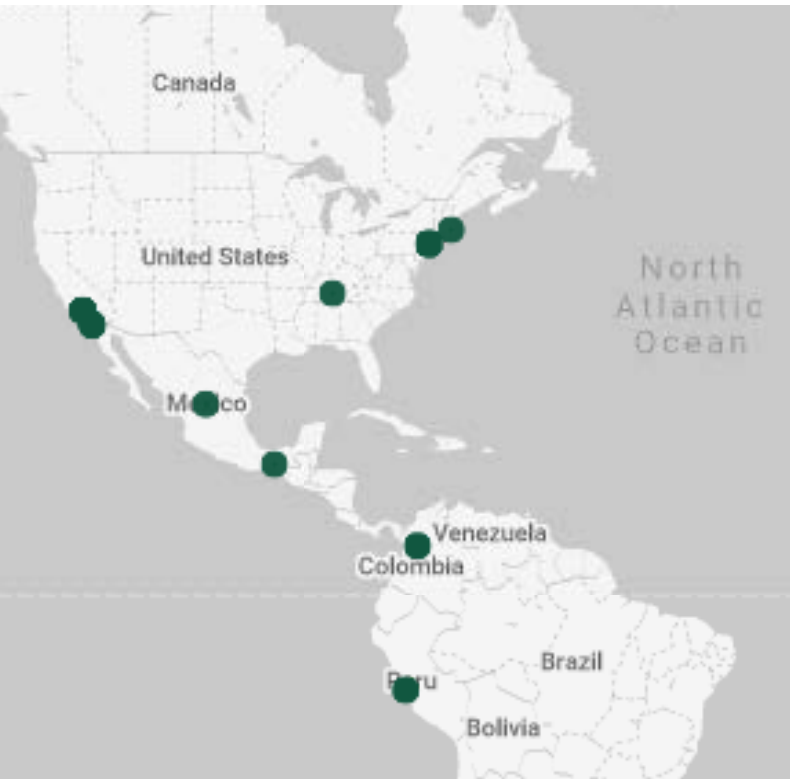 Canada
United States
North
Atlantic
Ocean
Venezuela
Colombia
Brazil
Bolivia